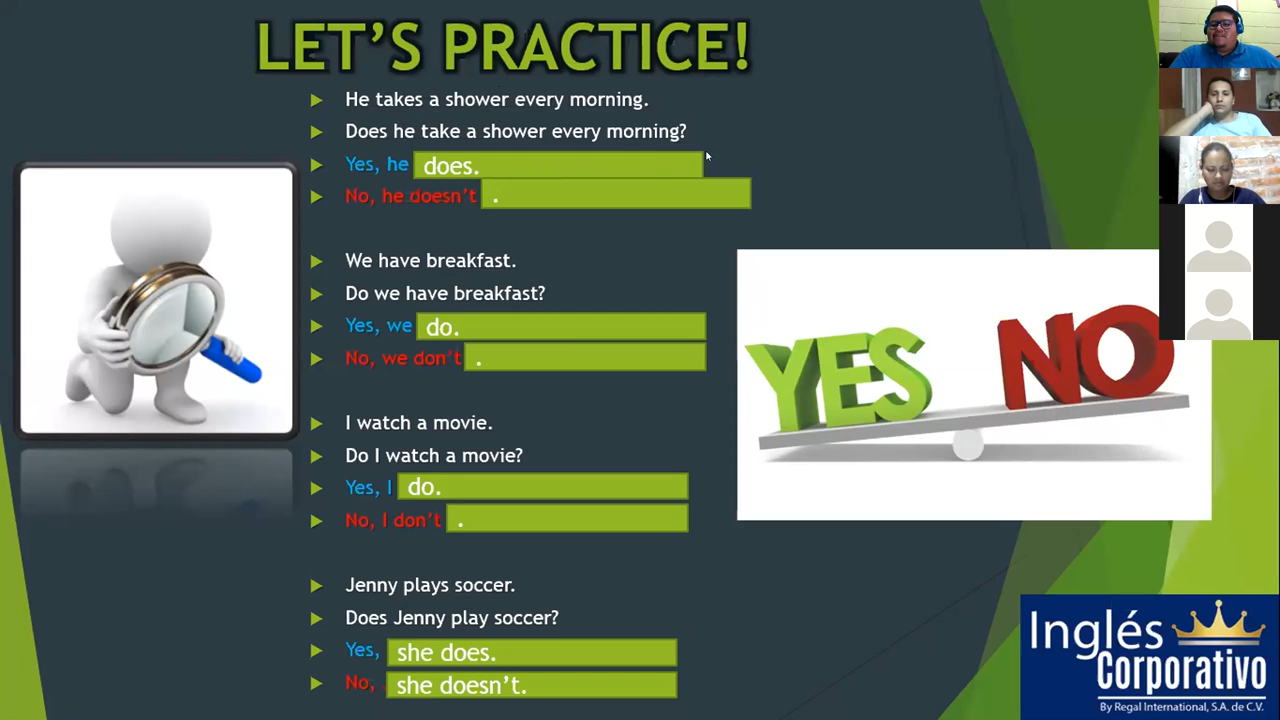 LET'S PRACTICE!
He takes a shower every morning.
Does he take a shower every morning?
Yes, he does.
No, he doesn't .
We have breakfast.
Do we have breakfast?
Yes, we do.
No, we don't .
I watch a movie.
Do I watch a movie?
Yes, I do.
No, I don't .
Jenny plays soccer.
Does Jenny play soccer?
Yes, she does.
No, she doesn't.
YES NO
Inglés
Corporativo
By Regal International, S.A. de C.V.